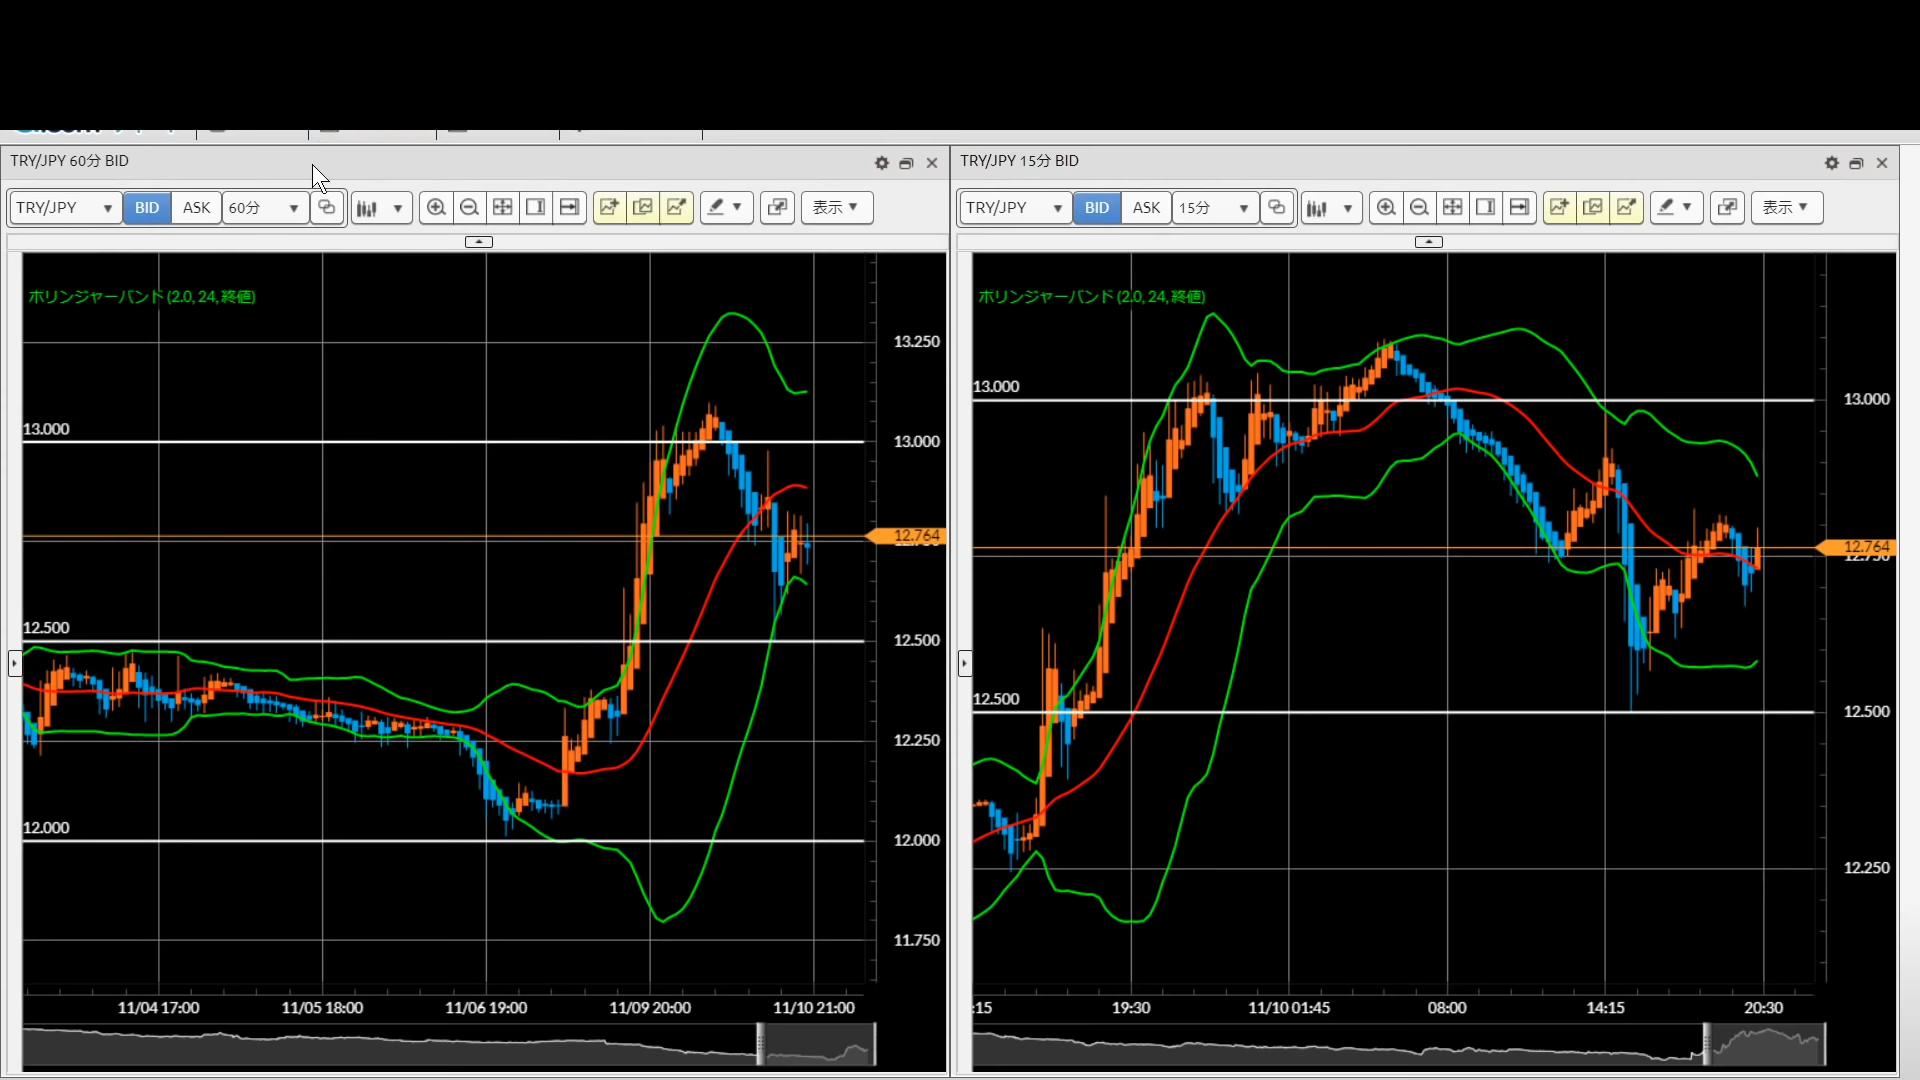 TRY/JPY 60分 BID
TRY/JPY BID ASK 60分 表示
ボリンジャーバンド (2.0, 24, 終値)
13.250
13.000 13.000
12.764
12.500 12.500
12.250
12.000 12.000
11.750
11/04 17:00 11/05 18:00 11/06 19:00 11/09 20:00 11/10 21:00
TRY/JPY 15分 BID
TRY/JPY BID ASK 15分 表示
ボリンジャーバンド (2.0, 24, 終値)
13.000 13.000
12.764
12.750
12.500 12.500
12.250
:15 19:30 11/10 01:45 08:00 14:15 20:30